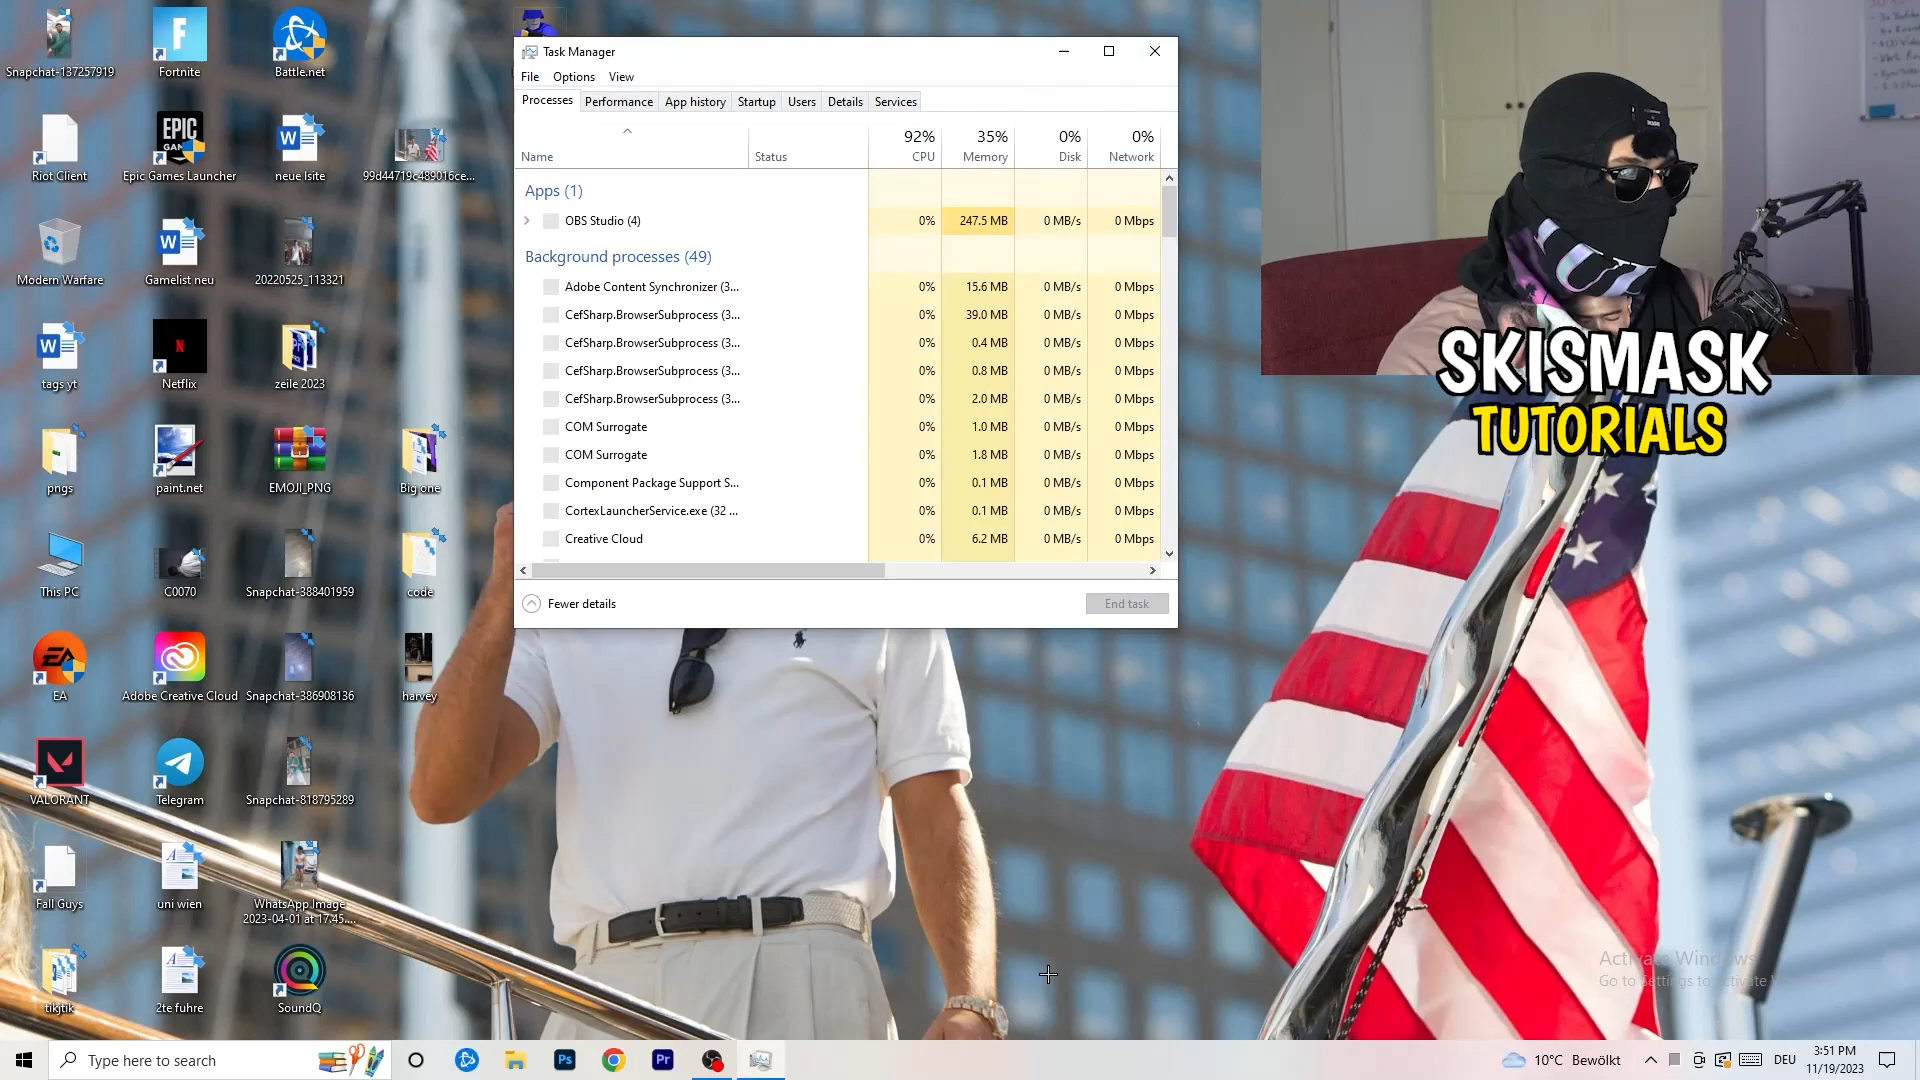 Snapchat-137257919
Fortnite
Battle.net
Riot Client
EPIC
GAMES
Epic Games Launcher
neue lsite
99d44719c489016ce...
Modern Warfare
Gamelist neu
20220525_113321
tags yt
N
Netflix
zeile 2023
pngs
paint.net
EMOJI_PNG
Big one
This PC
C0070
Snapchat-388401959
code
EA
EA
Adobe Creative Cloud
Snapchat-386908136
harvey
VALORANT
Telegram
Snapchat-818795289
Fall Guys
uni wien
WhatsApp Image
2023-04-01 at 17.45....
tikjtik
2te fuhre
SoundQ
Task Manager
File Options View
Processes Performance App history Startup Users Details Services
92% 35% 0% 0%
Name Status CPU Memory Disk Network
Apps (1)
OBS Studio (4) 0% 247.5 MB 0 MB/s 0 Mbps
Background processes (49)
Adobe Content Synchronizer (3... 0% 15.6 MB 0 MB/s 0 Mbps
CefSharp.BrowserSubprocess (3... 0% 39.0 MB 0 MB/s 0 Mbps
CefSharp.BrowserSubprocess (3... 0% 0.4 MB 0 MB/s 0 Mbps
CefSharp.BrowserSubprocess (3... 0% 0.8 MB 0 MB/s 0 Mbps
CefSharp.BrowserSubprocess (3... 0% 2.0 MB 0 MB/s 0 Mbps
COM Surrogate 0% 1.0 MB 0 MB/s 0 Mbps
COM Surrogate 0% 1.8 MB 0 MB/s 0 Mbps
Component Package Support S... 0% 0.1 MB 0 MB/s 0 Mbps
CortexLauncherService.exe (32 ... 0% 0.1 MB 0 MB/s 0 Mbps
Creative Cloud 0% 6.2 MB 0 MB/s 0 Mbps
Fewer details
End task
SKISMASK
TUTORIALS
Activate Windows
Go to Settings to activate
Type here to search
Ps
Pr
10°C Bewölkt
DEU
3:51 PM
11/19/2023